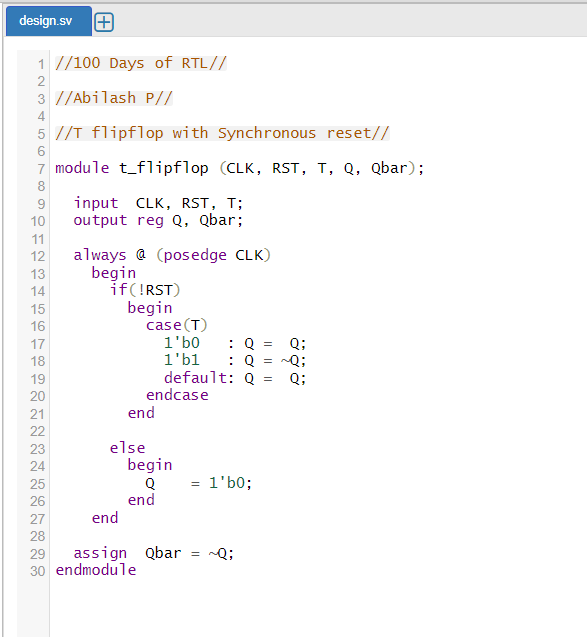 design.sv
1 //100 Days of RTL//
2
3 //Abilash P//
4
5 //T flipflop with Synchronous reset//
6
7 module t_flipflop (CLK, RST, T, Q, Qbar);
8
9   input  CLK, RST, T;
10   output reg Q, Qbar;
11
12   always @ (posedge CLK)
13     begin
14       if(!RST)
15         begin
16           case(T)
17             1'b0   : Q =  Q;
18             1'b1   : Q = ~Q;
19             default: Q =  Q;
20           endcase
21         end
22
23       else
24         begin
25           Q    = 1'b0;
26         end
27     end
28
29   assign  Qbar = ~Q;
30 endmodule